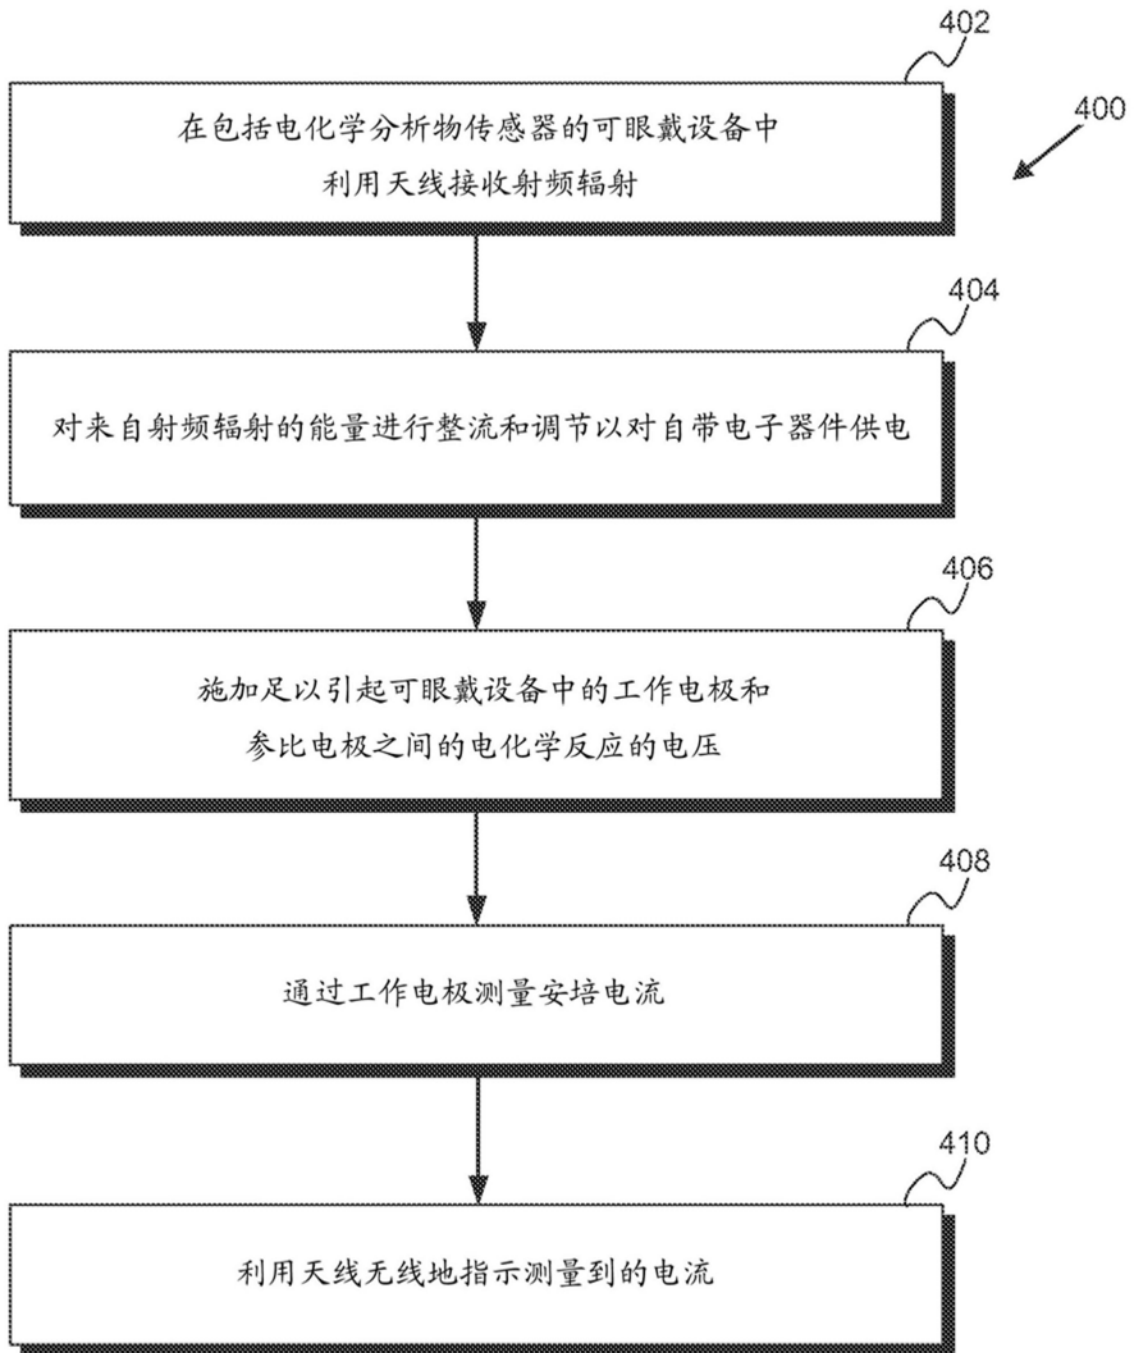 402
400
在包括电化学分析物传感器的可眼戴设备中
利用天线接收射频辐射
404
对来自射频辐射的能量进行整流和调节以对自带电子器件供电
406
施加足以引起可眼戴设备中的工作电极和
参比电极之间的电化学反应的电压
408
通过工作电极测量安培电流
410
利用天线无线地指示测量到的电流